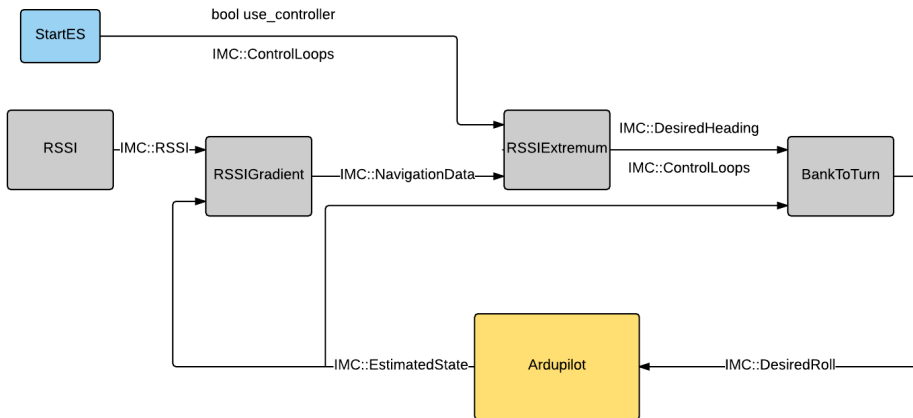 bool use_controller
StartES
IMC::ControlLoops
RSSI
IMC::RSSI
RSSIGradient
IMC::NavigationData
RSSIExtremum
IMC::DesiredHeading
IMC::ControlLoops
BankToTurn
IMC::EstimatedState
Ardupilot
IMC::DesiredRoll